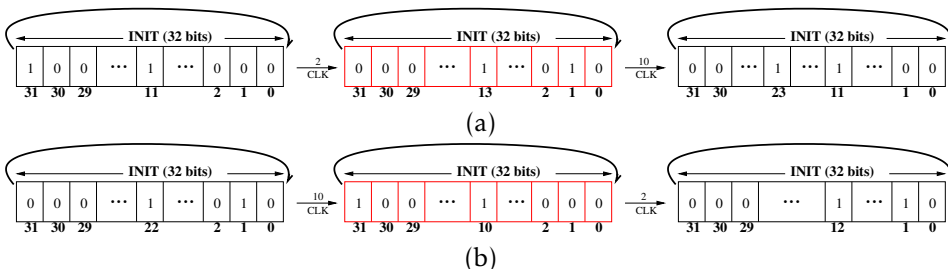 INIT (32 bits) INIT (32 bits) INIT (32 bits)
1 0 0 ... 1 ... 0 0 0 2 CLK 0 0 0 ... 1 ... 0 1 0 10 CLK 0 0 ... 1 ... 1 ... 0 0
31 30 29 11 2 1 0 31 30 29 13 2 1 0 31 30 23 11 1 0
(a)
INIT (32 bits) INIT (32 bits) INIT (32 bits)
0 0 0 ... 1 ... 0 1 0 10 CLK 1 0 0 ... 1 ... 0 0 0 2 CLK 0 0 0 ... 1 ... 1 0
31 30 29 22 2 1 0 31 30 29 10 2 1 0 31 30 29 12 1 0
(b)